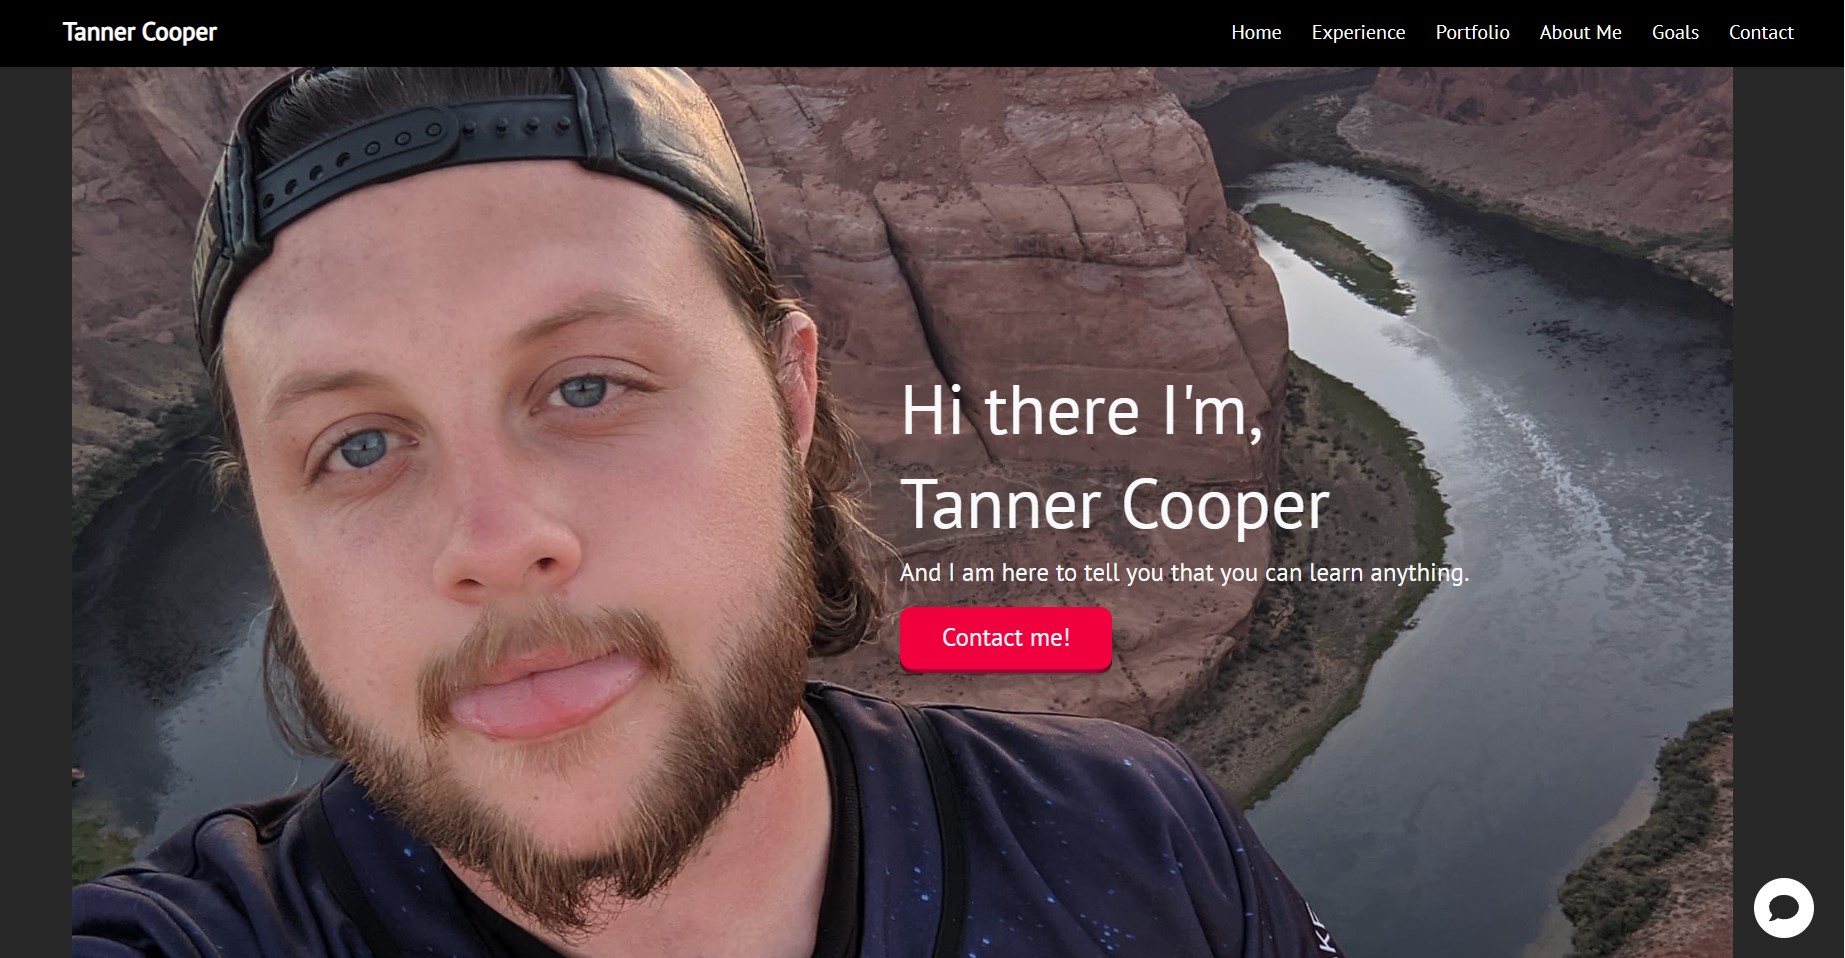 Tanner Cooper
Home Experience Portfolio About Me Goals Contact
Hi there I'm,
Tanner Cooper
And I am here to tell you that you can learn anything.
Contact me!